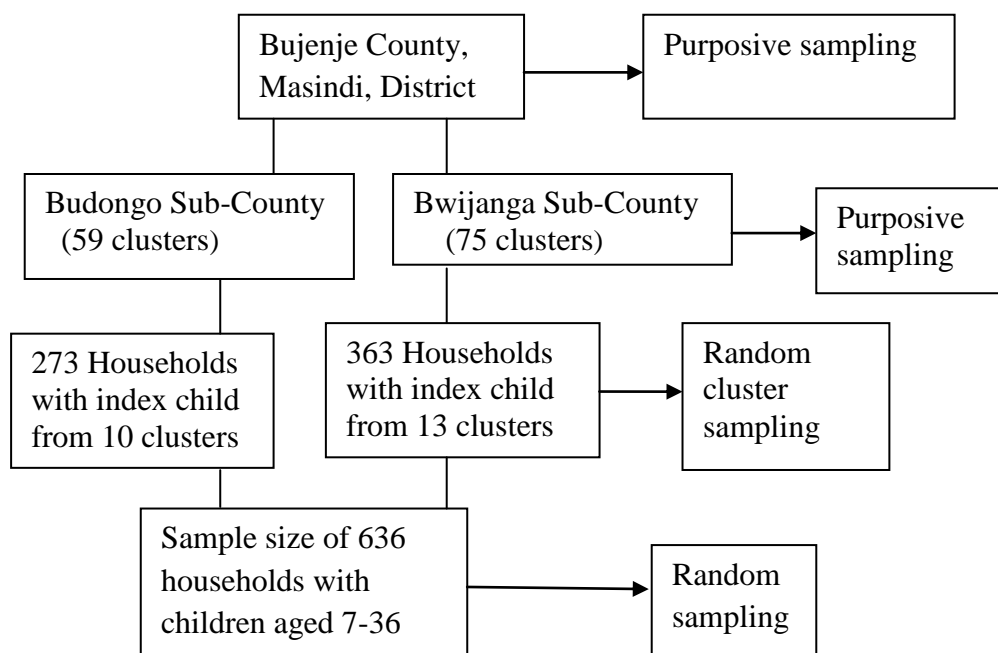 Bujenje County,
Masindi, District
Purposive sampling
Budongo Sub-County
(59 clusters)
Bwijanga Sub-County
(75 clusters)
Purposive
sampling
273 Households
with index child
from 10 clusters
363 Households
with index child
from 13 clusters
Random
cluster
sampling
Sample size of 636
households with
children aged 7-36
Random
sampling